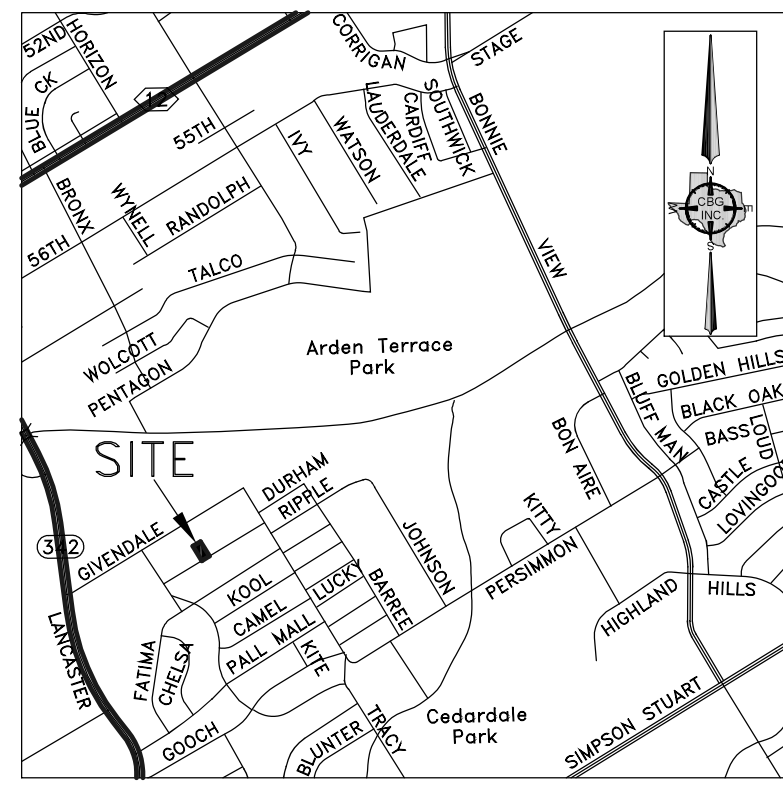 52ND
HORIZON
CORRIGAN
STAGE
BLUE
CK
12
55TH
IVY
WATSON
LAUDERDALE
CARDIFF
SOUTHWICK
BONNIE
VIEW
BRONX
WYNELL
RANDOLPH
56TH
TALCO
WOLCOTT
PENTAGON
Arden Terrace
Park
N
W
CBG
INC.
E
S
GOLDEN HILLS
BLUFF MAN
BLACK OAK
BASS
LOUD
CASTLE
LOVINGOO
BON AIRE
SITE
DURHAM
RIPPLE
GIVENDALE
342
JOHNSON
KITTY
PERSIMMON
KOOL
LUCKY
BARREE
CAMEL
PALL MALL
KITE
FATIMA
CHELSA
LANCASTER
GOOCH
BLUNTER
TRACY
Cedardale
Park
HIGHLAND
HILLS
SIMPSON STUART